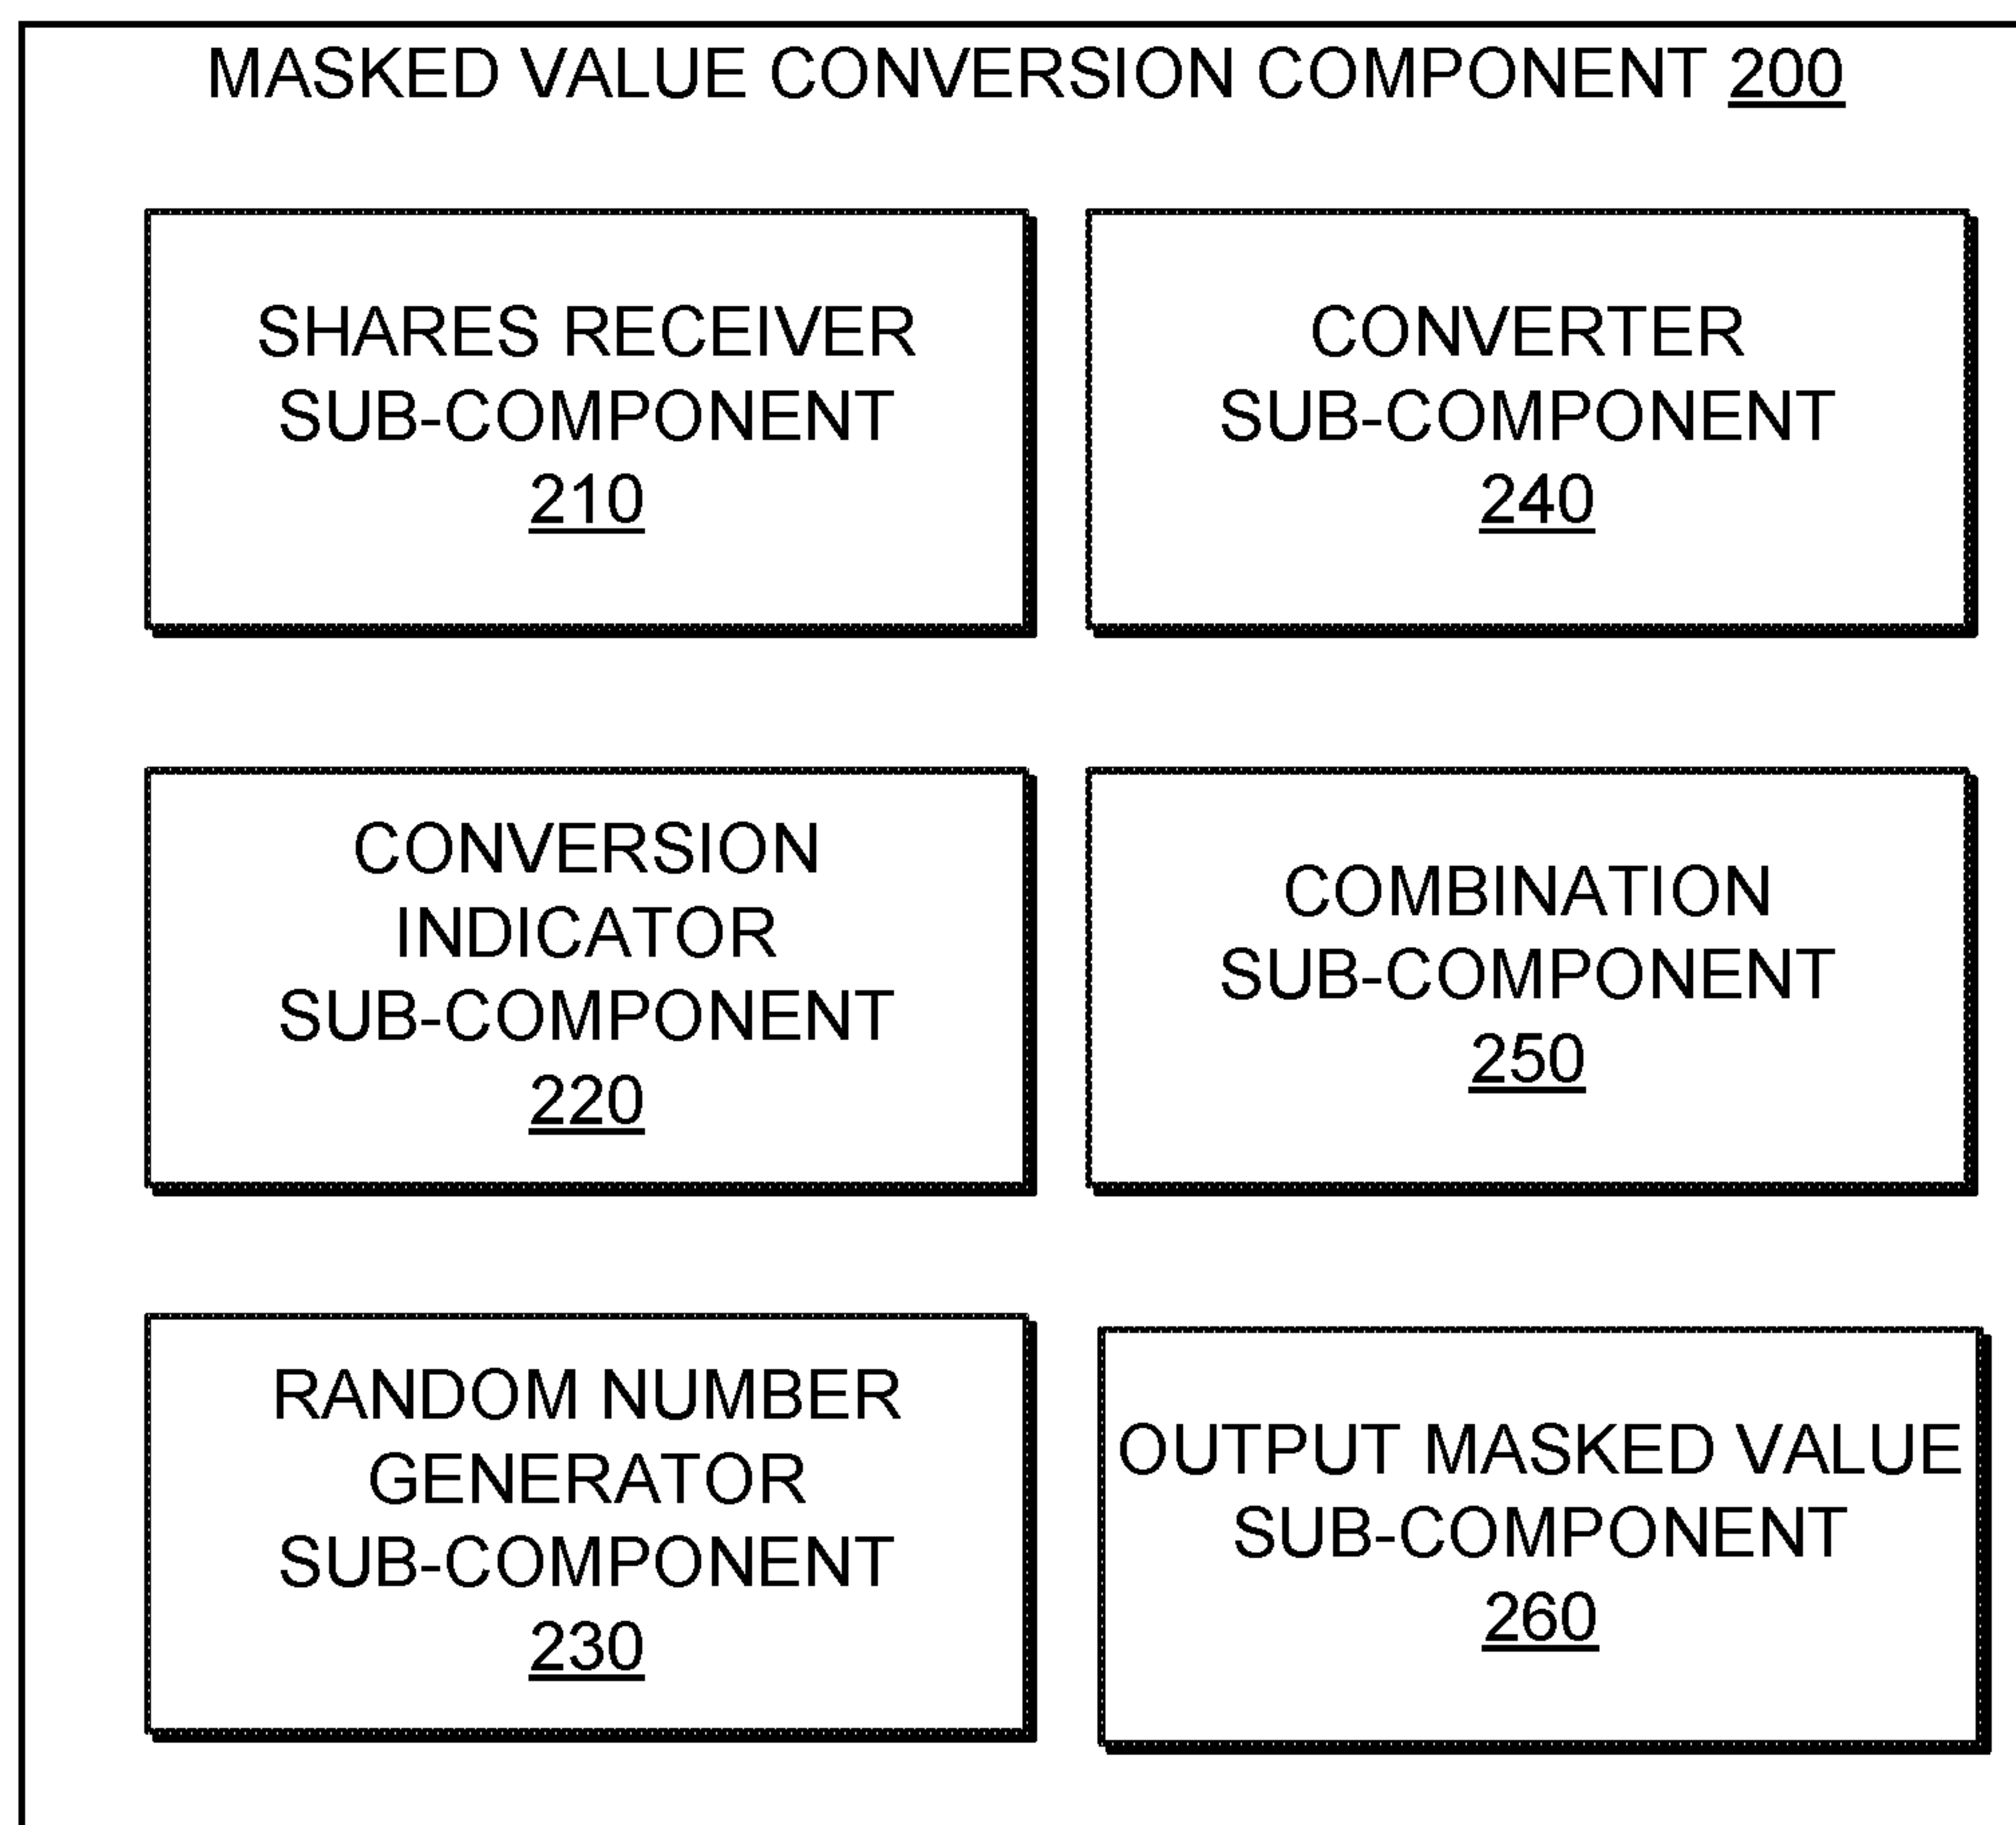 MASKED VALUE CONVERSION COMPONENT 200
SHARES RECEIVER
SUB-COMPONENT
210
CONVERTER
SUB-COMPONENT
240
CONVERSION
INDICATOR
SUB-COMPONENT
220
COMBINATION
SUB-COMPONENT
250
RANDOM NUMBER
GENERATOR
SUB-COMPONENT
230
OUTPUT MASKED VALUE
SUB-COMPONENT
260